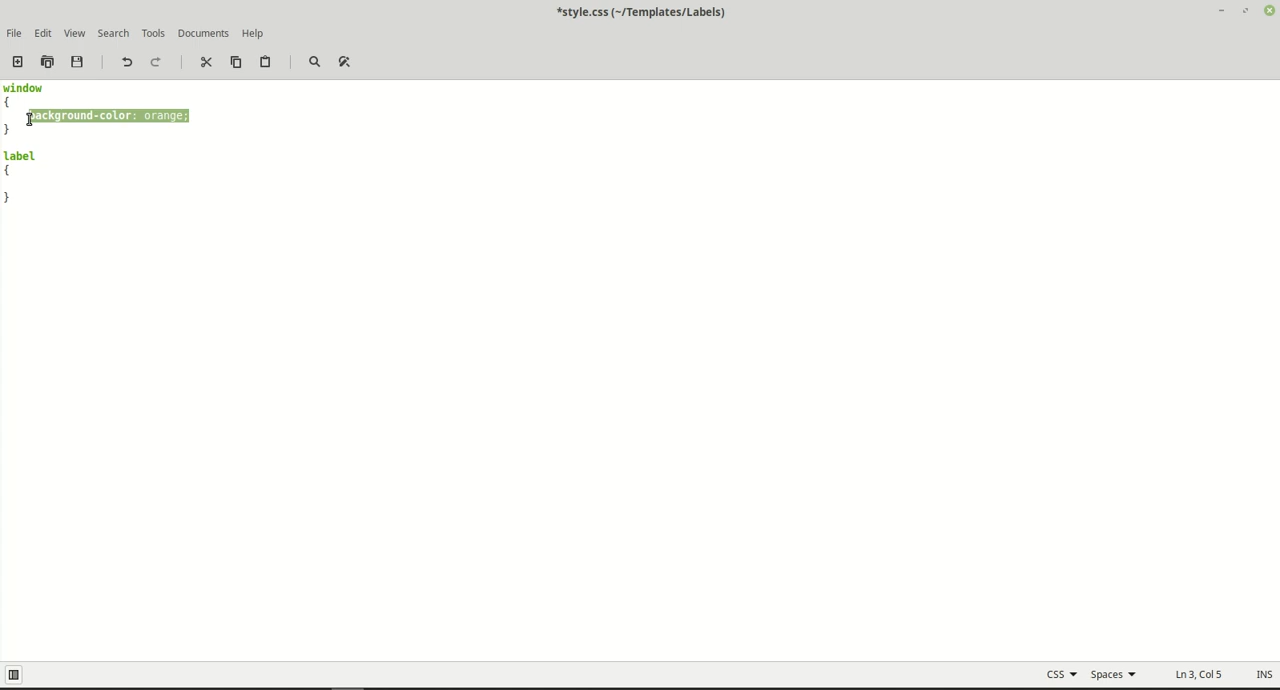 *style.css (~/Templates/Labels)
File Edit View Search Tools Documents Help
window
{
    background-color: orange;
}

label
{

}
CSS Spaces Ln 3, Col 5 INS